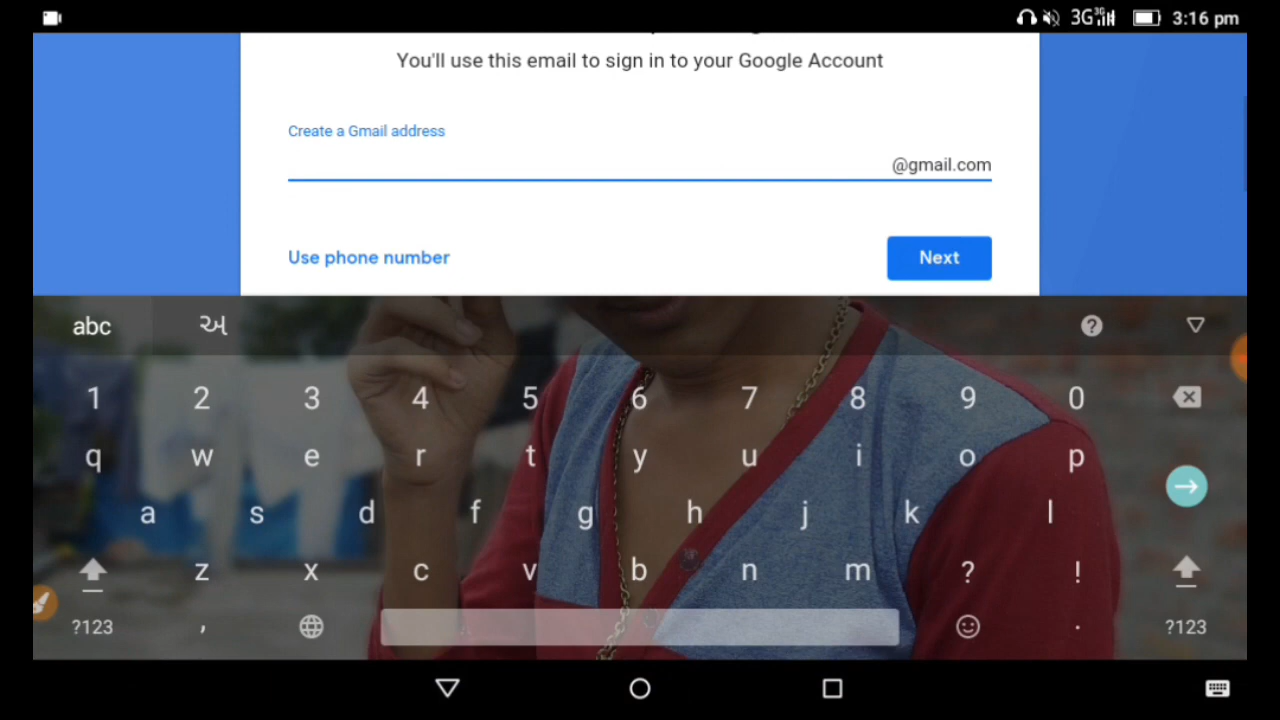 3G 3G 3:16 pm
You'll use this email to sign in to your Google Account
Create a Gmail address
@gmail.com
Use phone number Next
abc અ
1 2 3 4 5 6 7 8 9 0
q w e r t y u i o p
a s d f g h j k l
z x c v b n m ? !
?123 , . ?123